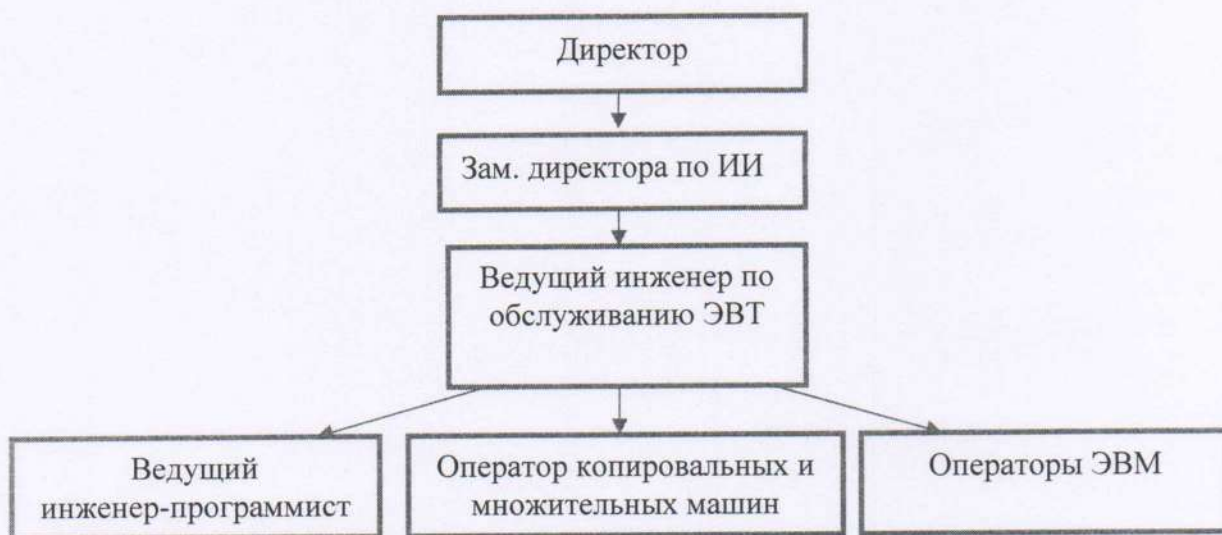 Директор
Зам. директора по ИИ
Ведущий инженер по
обслуживанию ЭВТ
Ведущий
инженер-программист
Оператор копировальных и
множительных машин
Операторы ЭВМ